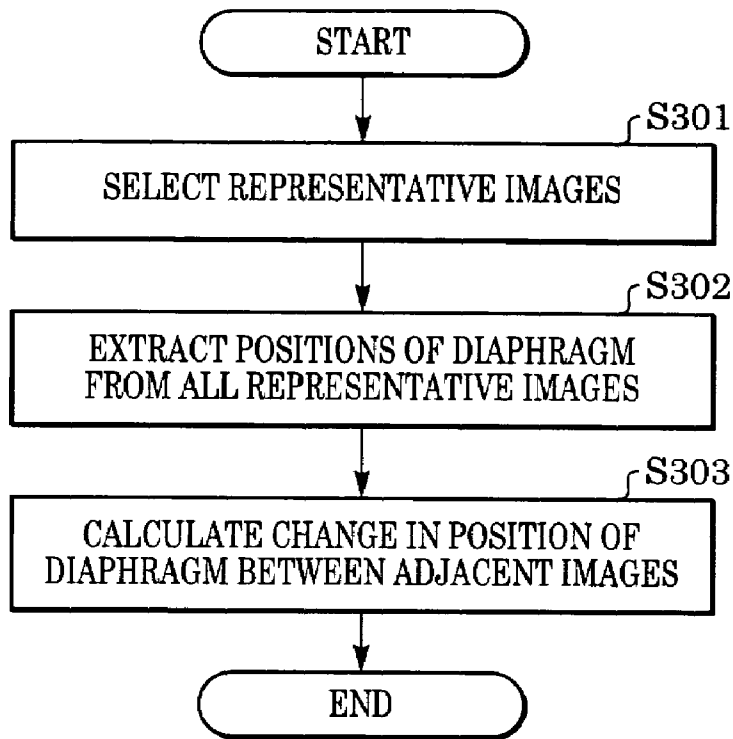 START
S301
SELECT REPRESENTATIVE IMAGES
S302
EXTRACT POSITIONS OF DIAPHRAGM
FROM ALL REPRESENTATIVE IMAGES
S303
CALCULATE CHANGE IN POSITION OF
DIAPHRAGM BETWEEN ADJACENT IMAGES
END